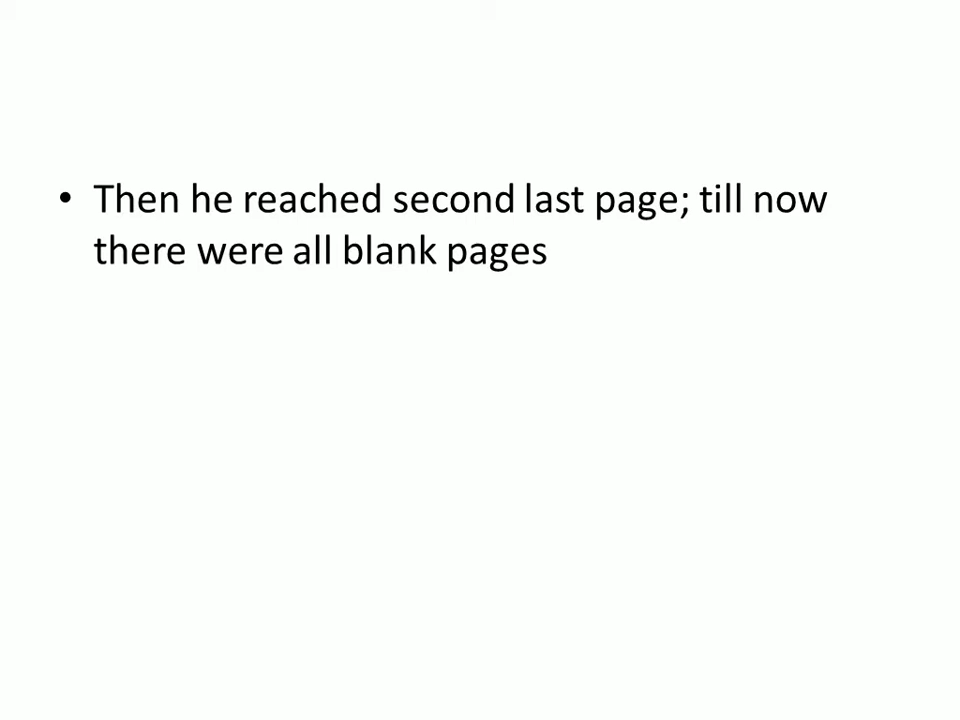 • Then he reached second last page; till now
there were all blank pages